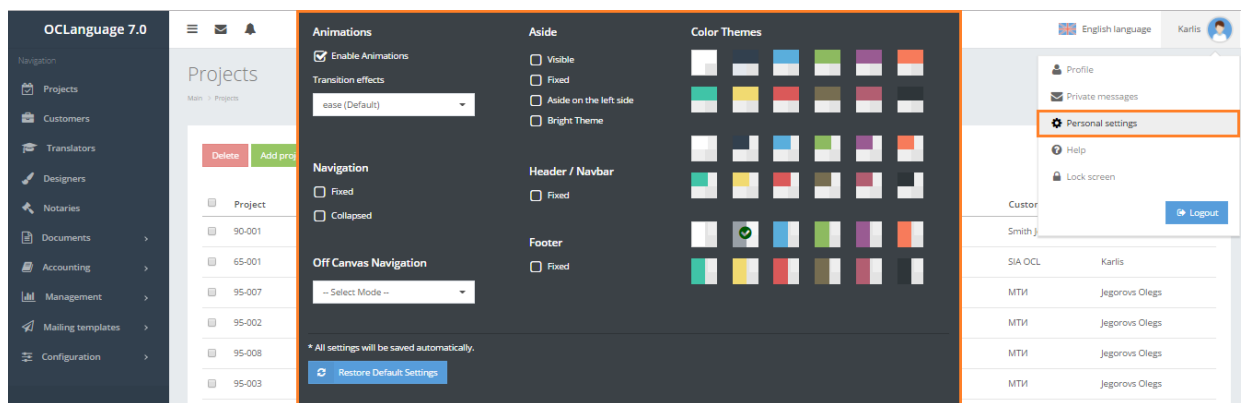 OCLanguage 7.0
Navigation
Projects
Customers
Translators
Designers
Notaries
Documents
Accounting
Management
Mailing templates
Configuration
Projects
Main > Projects
Delete
Add proj
Project
90-001
65-001
95-007
95-002
95-008
95-003
Animations
Enable Animations
Transition effects
ease (Default)
Navigation
Fixed
Collapsed
Off Canvas Navigation
-- Select Mode --
Aside
Visible
Fixed
Aside on the left side
Bright Theme
Header / Navbar
Fixed
Footer
Fixed
Color Themes
* All settings will be saved automatically.
Restore Default Settings
English language
Karlis
Profile
Private messages
Personal settings
Help
Lock screen
Logout
Custor
Smith J
SIA OCL Karlis
МТИ Jegorovs Olegs
МТИ Jegorovs Olegs
МТИ Jegorovs Olegs
МТИ Jegorovs Olegs